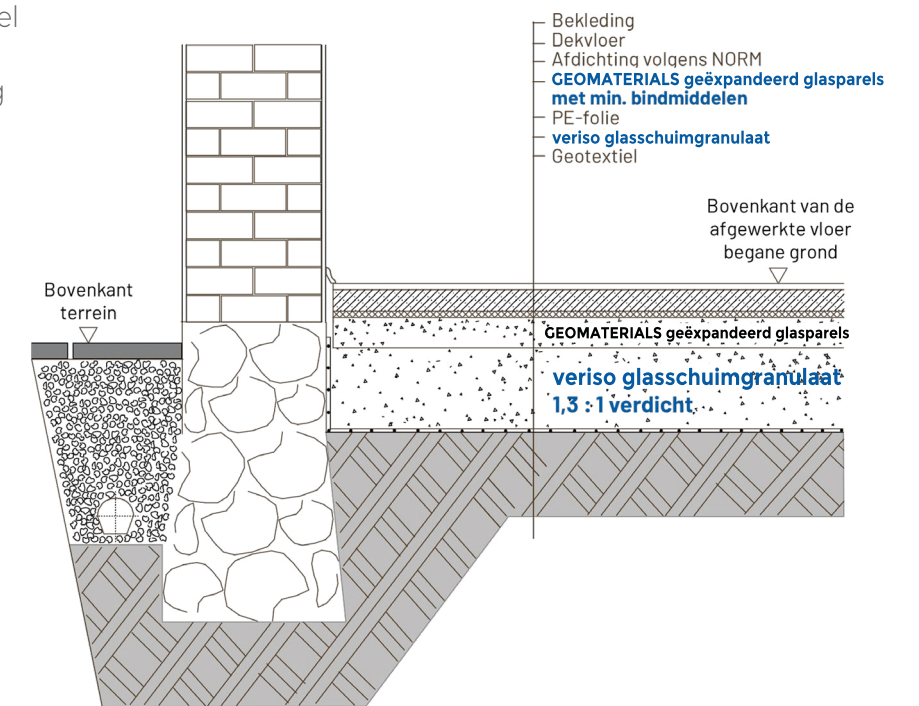 el
g
Bekleding
Dekvloer
Afdichting volgens NORM
GEOMATERIALS geëxpandeerd glasparels
met min. bindmiddelen
PE-folie
veriso glasschuimgranulaat
Geotextiel
Bovenkant van de
afgewerkte vloer
begane grond
Bovenkant
terrein
GEOMATERIALS geëxpandeerd glasparels
veriso glasschuimgranulaat
1,3 : 1 verdicht